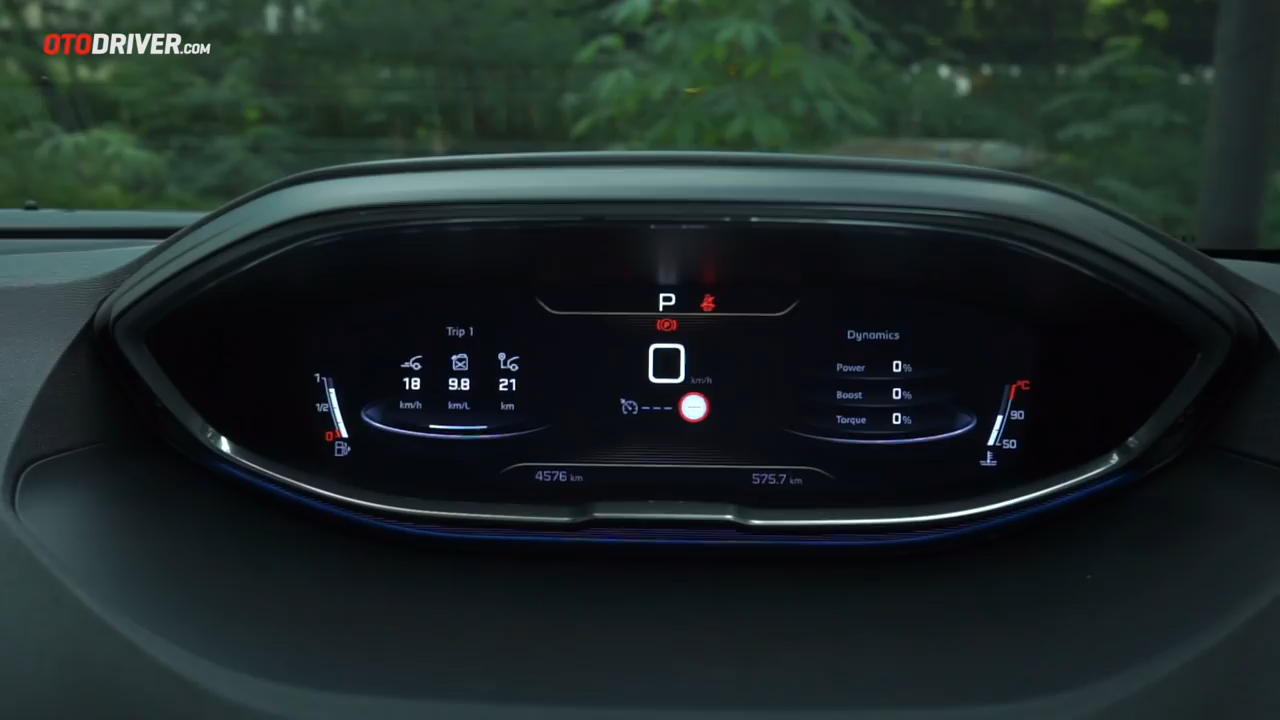 OTODRIVER.COM
P
(P)
Trip 1
Dynamics
0
km/h
18 9.8 21
km/h km/L km
Power 0%
Boost 0%
Torque 0%
1
1/2
0
°C
90
50
4576 km
575.7 km